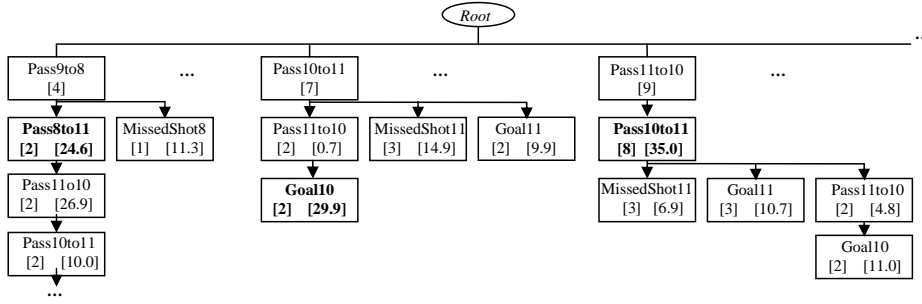 Root
...
Pass9to8
[4]
...
Pass10to11
[7]
...
Pass11to10
[9]
...
Pass8to11
[2] [24.6]
MissedShot8
[1] [11.3]
Pass11to10
[2] [0.7]
MissedShot11
[3] [14.9]
Goal11
[2] [9.9]
Pass10to11
[8] [35.0]
Pass11o10
[2] [26.9]
Goal10
[2] [29.9]
MissedShot11
[3] [6.9]
Goal11
[3] [10.7]
Pass11to10
[2] [4.8]
Pass10to11
[2] [10.0]
Goal10
[2] [11.0]
...